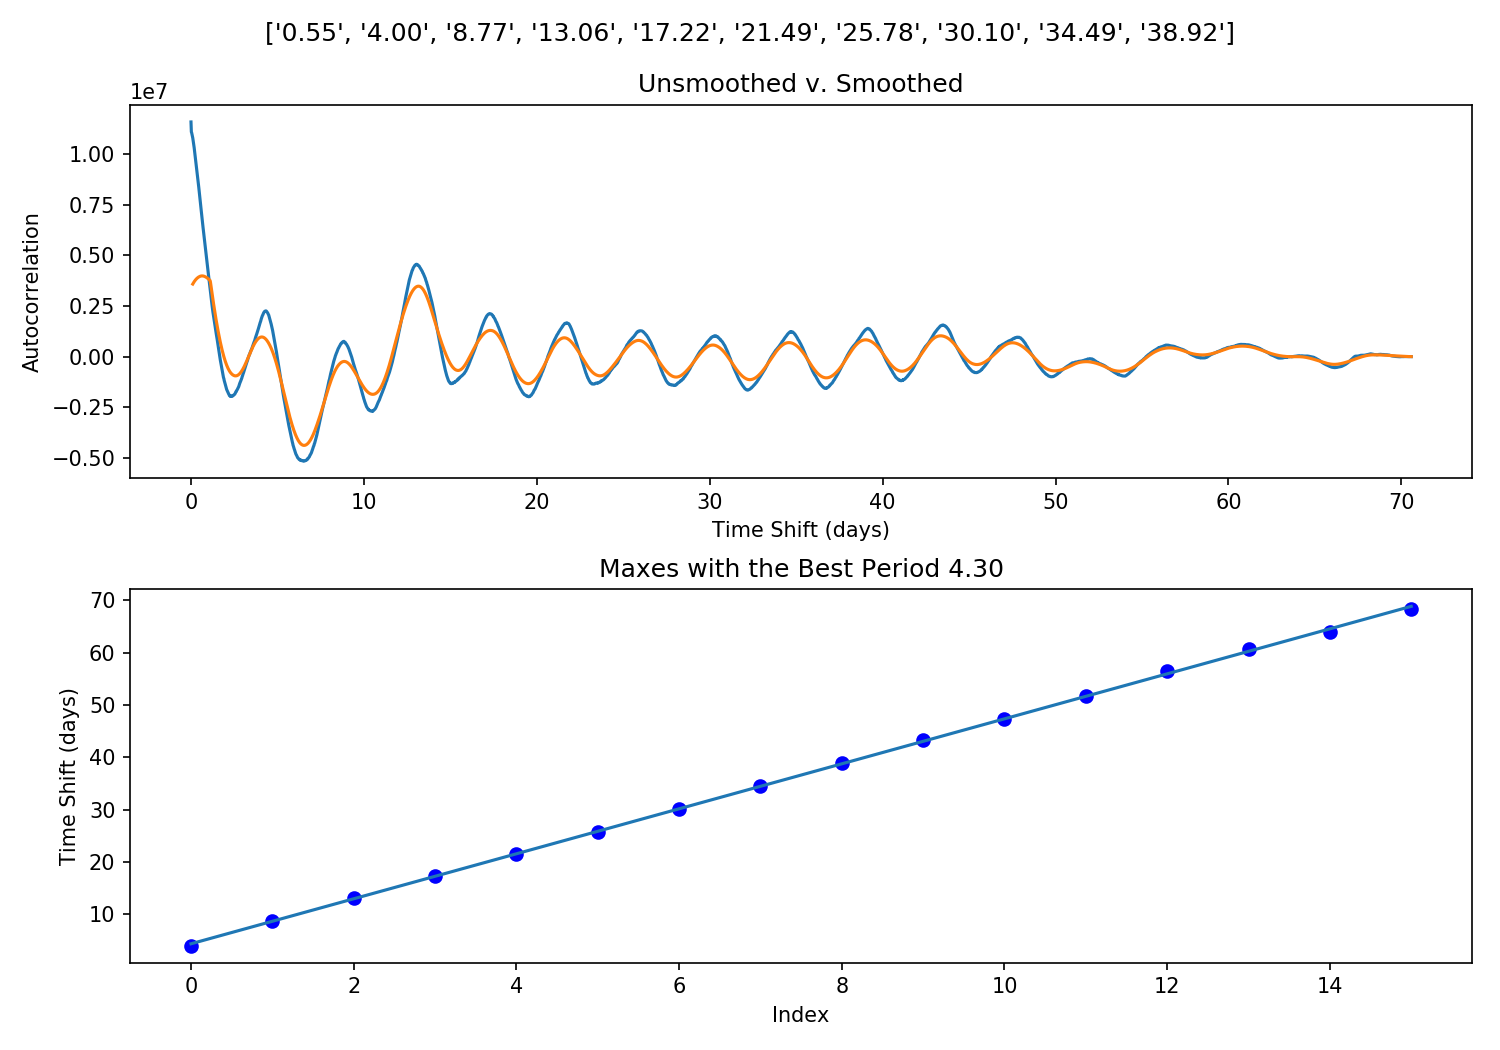 ['0.55', '4.00', '8.77', '13.06', '17.22', '21.49', '25.78', '30.10', '34.49', '38.92']
Unsmoothed v. Smoothed
1e7
1.00
0.75
0.50
0.25
0.00
−0.25
−0.50
Autocorrelation
0 10 20 30 40 50 60 70
Time Shift (days)
Maxes with the Best Period 4.30
70
60
50
40
30
20
10
Time Shift (days)
0 2 4 6 8 10 12 14
Index